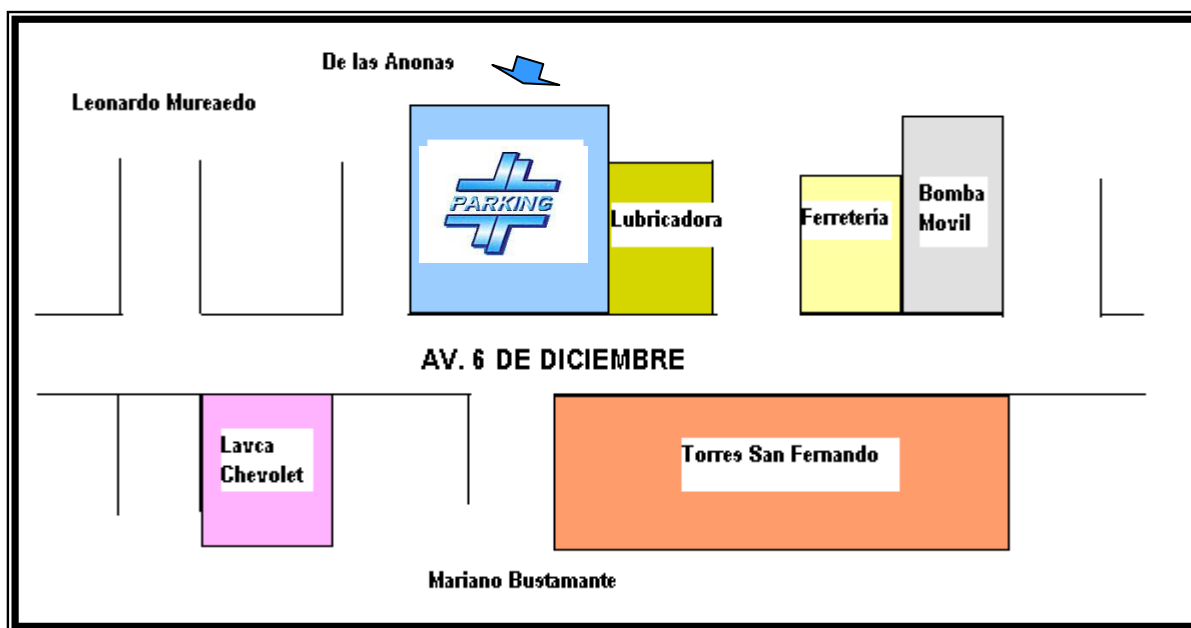 De las Anonas
Leonardo Mureaedo
PARKING
Lubricadora
Ferretería
Bomba
Movil
AV. 6 DE DICIEMBRE
Lavca
Chevolet
Torres San Fernando
Mariano Bustamante